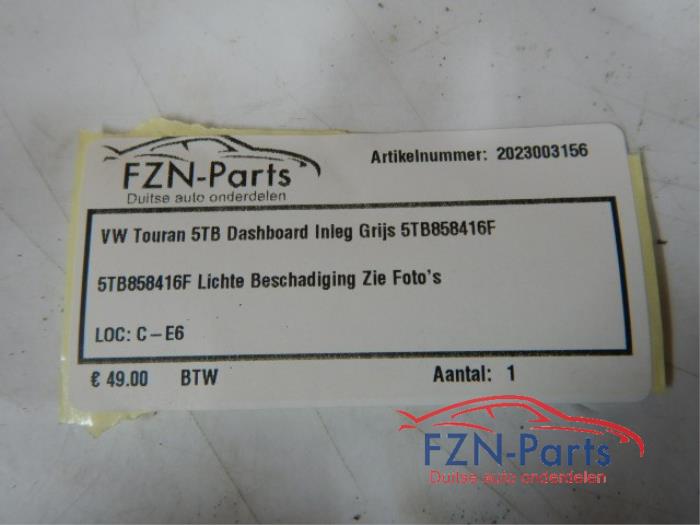 FZN-Parts
Duitse auto onderdelen
Artikelnummer: 2023003156
VW Touran 5TB Dashboard Inleg Grijs 5TB858416F
5TB858416F Lichte Beschadiging Zie Foto's
LOC: C-E6
€ 49.00 BTW
Aantal: 1
FZN-Parts
Duitse auto onderdelen